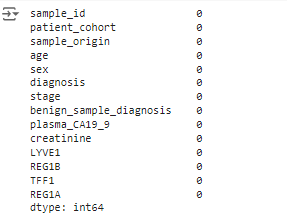 sample_id 0
patient_cohort 0
sample_origin 0
age 0
sex 0
diagnosis 0
stage 0
benign_sample_diagnosis 0
plasma_CA19_9 0
creatinine 0
LYVE1 0
REG1B 0
TFF1 0
REG1A 0
dtype: int64